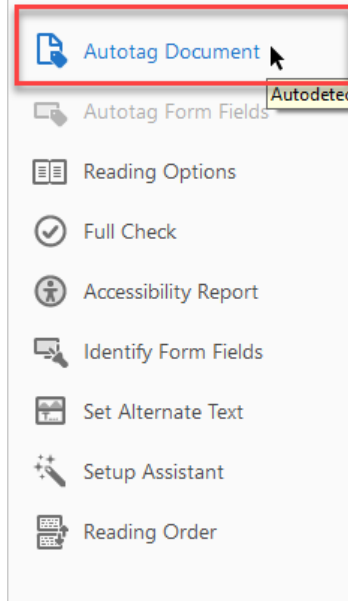 Autotag Document
Autodetec
Autotag Form Fields
Reading Options
Full Check
Accessibility Report
Identify Form Fields
Set Alternate Text
Setup Assistant
Reading Order